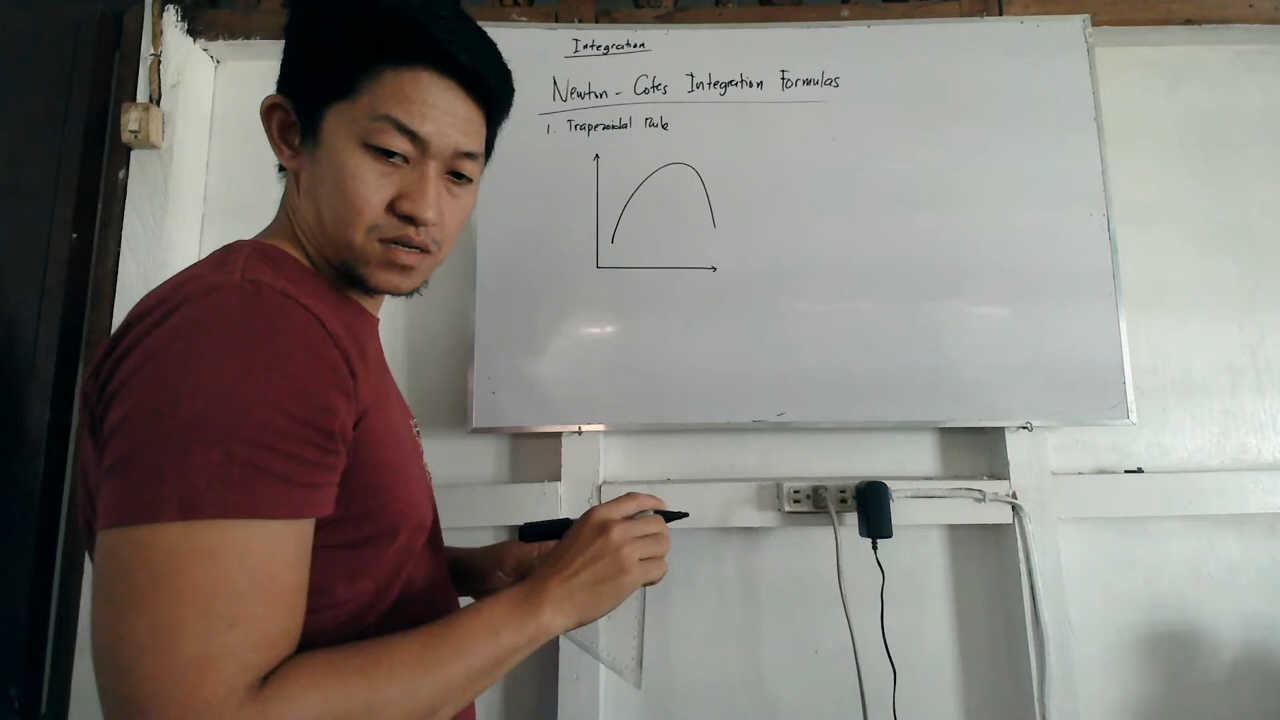 Integration
Newton - Cotes Integration Formulas
1. Trapezoidal Rule